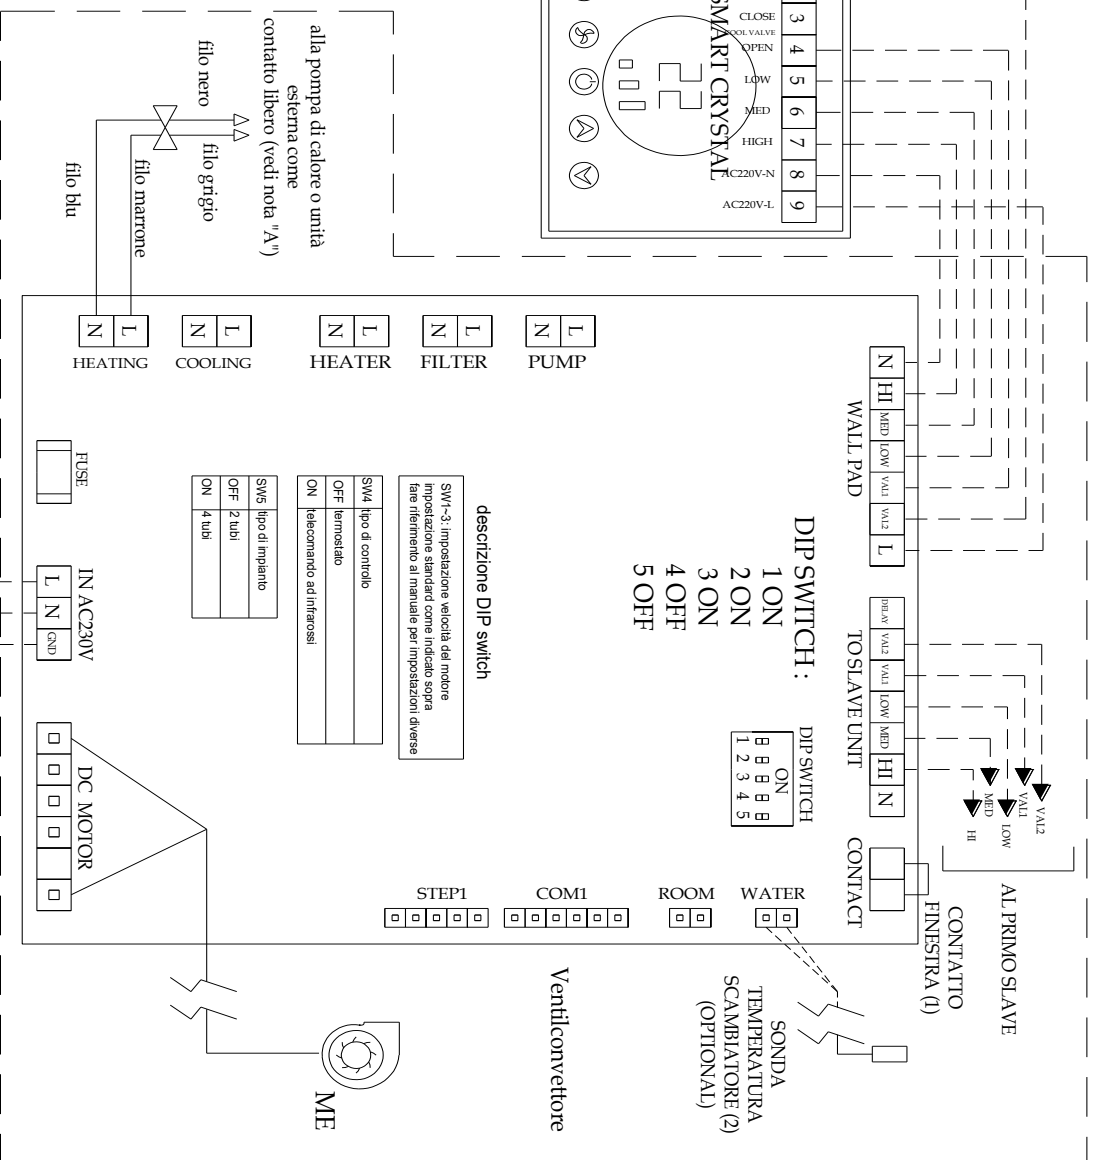 SMART CRYSTAL
CLOSE
3
COOL VALVE
OPEN
4
LOW
5
MED
6
HIGH
7
AC220V-N
8
AC220V-L
9
alla pompa di calore o unità
esterna come
contatto libero (vedi nota "A")
filo nero
filo grigio
filo marrone
filo blu
N L
HEATING
N L
COOLING
N L
HEATER
N L
FILTER
N L
PUMP
N
HI
MED
LOW
VAL1
VAL2
L
WALL PAD
DELAY
VAL2
VAL1
LOW
MED
HI
N
TO SLAVE UNIT
VAL2
VAL1
LOW
MED
HI
AL PRIMO SLAVE
CONTACT
CONTATTO
FINESTRA (1)
DIP SWITCH :
1 ON
2 ON
3 ON
4 OFF
5 OFF
DIP SWITCH
ON
1 2 3 4 5
descrizione DIP switch
SW1~3: impostazione velocità del motore
impostazione standard come indicato sopra
fare riferimento al manuale per impostazioni diverse
SW4 tipo di controllo
OFF termostato
ON telecomando ad infrarossi
SW5 tipo di impianto
OFF 2 tubi
ON 4 tubi
FUSE
IN AC230V
L N GND
DC MOTOR
STEP1
COM1
ROOM
WATER
SONDA
TEMPERATURA
SCAMBIATORE (2)
(OPTIONAL)
Ventilconvettore
ME